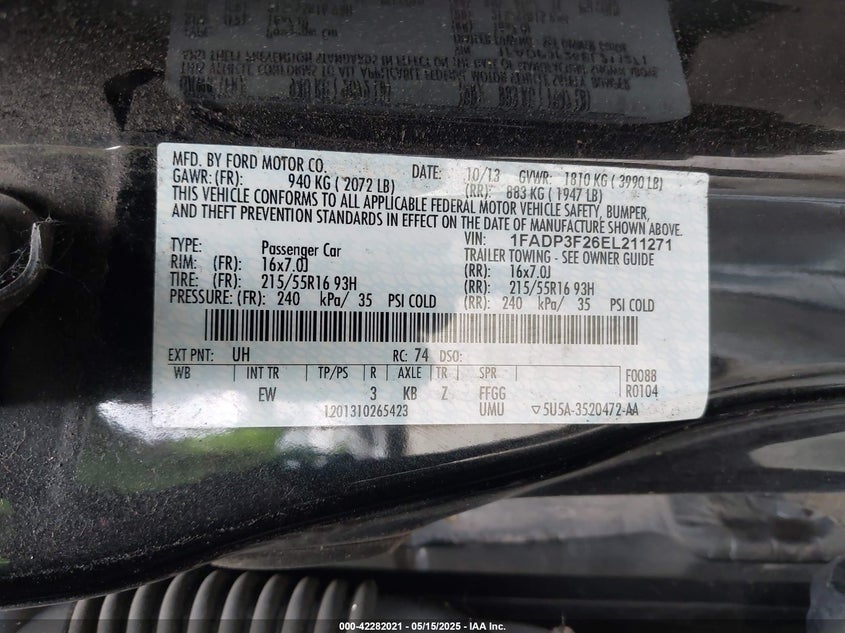 MFD. BY FORD MOTOR CO. DATE: 10/13 GVWR: 1810 KG ( 3990 LB)
GAWR: (FR): 940 KG ( 2072 LB) (RR): 883 KG ( 1947 LB)
THIS VEHICLE CONFORMS TO ALL APPLICABLE FEDERAL MOTOR VEHICLE SAFETY, BUMPER,
AND THEFT PREVENTION STANDARDS IN EFFECT ON THE DATE OF MANUFACTURE SHOWN ABOVE.
VIN: 1FADP3F26EL211271
TYPE: Passenger Car TRAILER TOWING - SEE OWNER GUIDE
RIM: (FR): 16x7.0J (RR): 16x7.0J
TIRE: (FR): 215/55R16 93H (RR): 215/55R16 93H
PRESSURE: (FR): 240 kPa/ 35 PSI COLD (RR): 240 kPa/ 35 PSI COLD
EXT PNT: UH RC: 74 DSO:
WB INT TR TP/PS R AXLE TR SPR F0088
EW 3 KB Z FFGG R0104
1201310265423 UMU ▽5U5A-3520472-AA
000-42282021 - 05/15/2025 - IAA Inc.